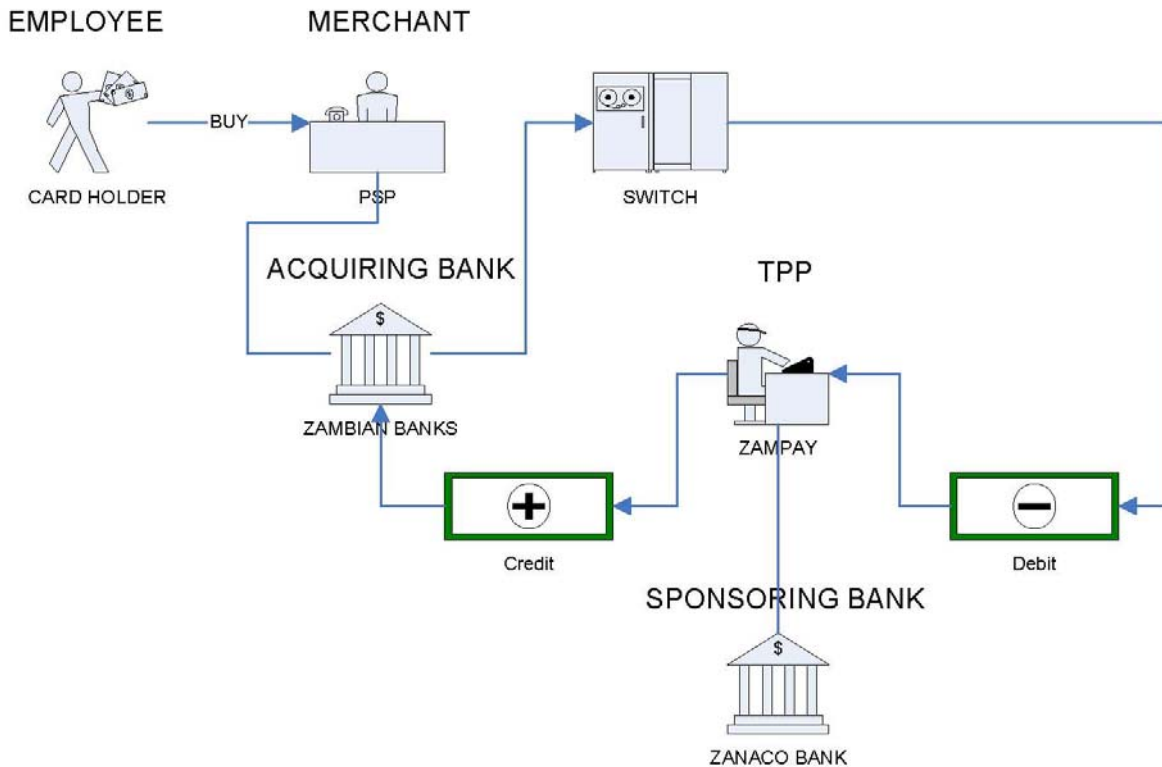 EMPLOYEE
MERCHANT
BUY
CARD HOLDER
PSP
SWITCH
ACQUIRING BANK
TPP
$
ZAMBIAN BANKS
ZAMPAY
Credit
Debit
SPONSORING BANK
$
ZANACO BANK